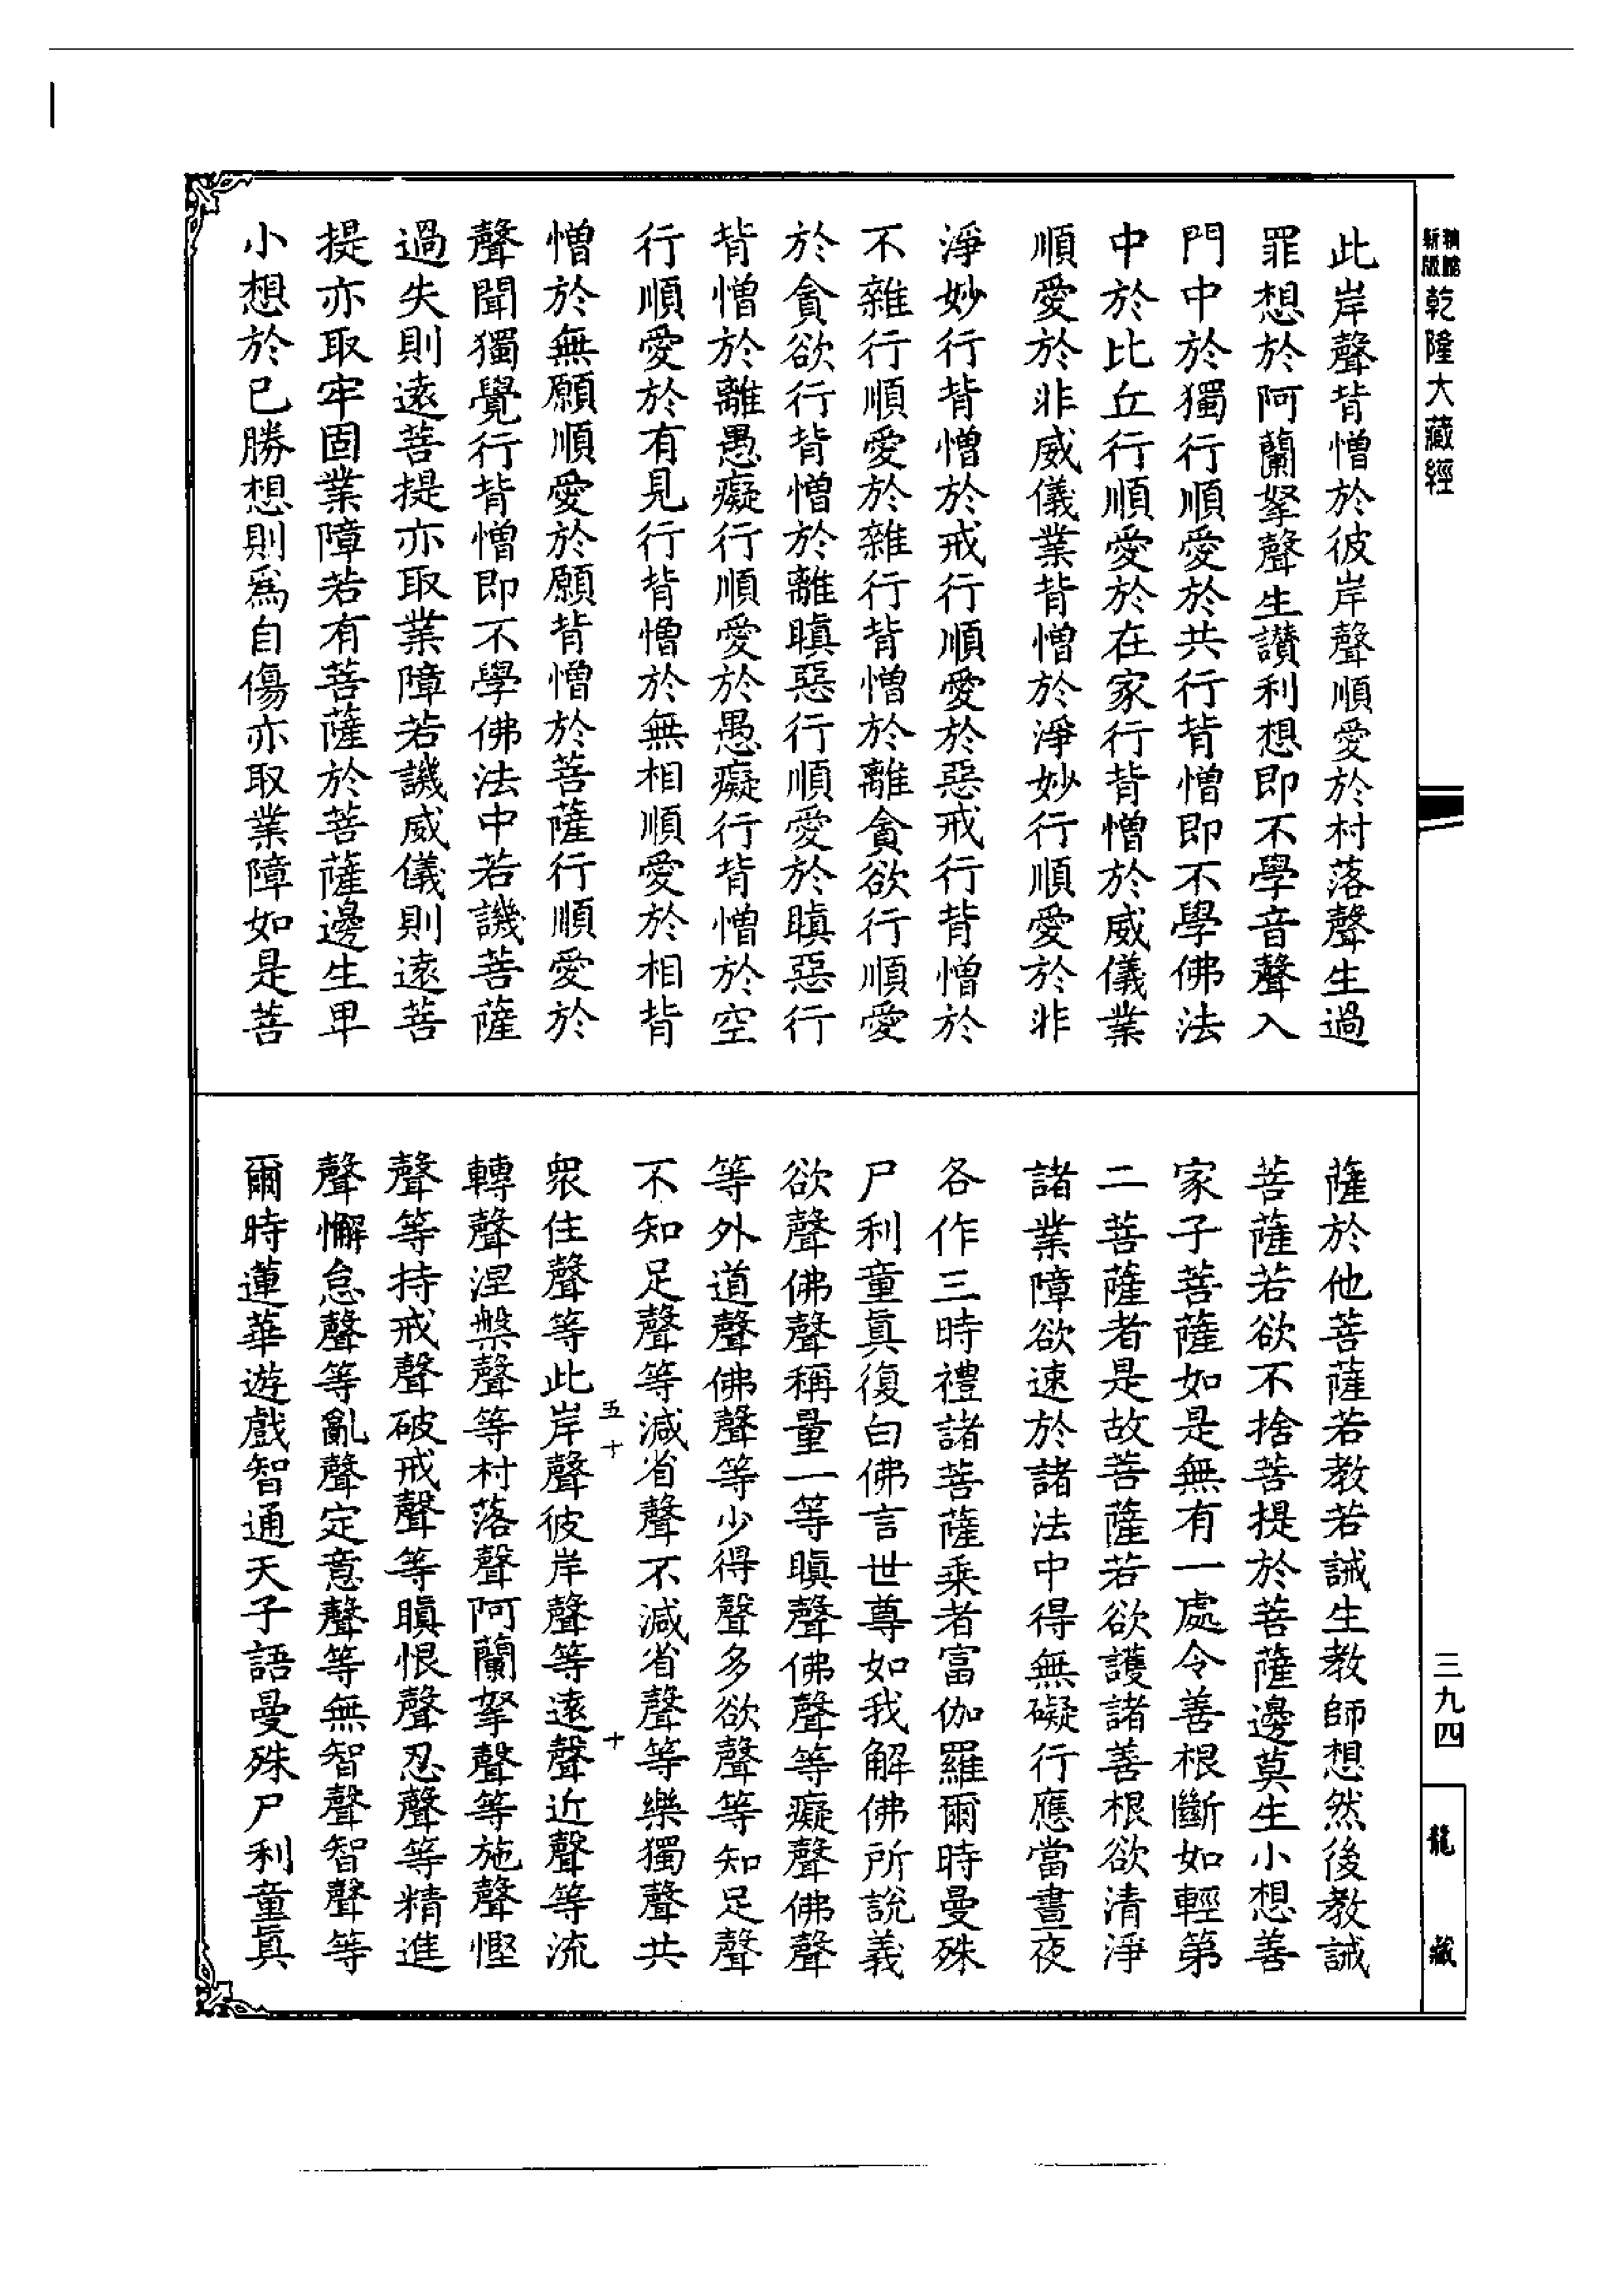 新版
乾隆大藏經
此岸聲背憎於彼岸聲順愛於村落聲生過
罪想於阿蘭拏聲生讃利想即不學音聲入
門中於獨行順愛於共行背憎即不學佛法
中於比丘行順愛於在家行背憎於威儀業
順愛於非威儀業背憎於淨妙行順愛於非
淨妙行背憎於戒行順愛於惡戒行背憎於
不雜行順愛於雜行背憎於離貪欲行順愛
於貪欲行背憎於離瞋惡行順愛於瞋惡行
背憎於離愚癡行順愛於愚癡行背憎於空
行順愛於有見行背憎於無相順愛於相背
憎於無願順愛於願背憎於菩薩行順愛於
聲聞獨覺行背憎即不學佛法中若譏菩薩
過失則遠菩提亦取業障若譏威儀則遠菩
提亦取牢固業障若有菩薩於菩薩邊生卑
小想於已勝想則爲自傷亦取業障如是菩
薩於他菩薩若教若誡生教師想然後教誡
菩薩若欲不捨菩提於菩薩邊莫生小想善
家子菩薩如是無有一處令善根斷如輕第
二菩薩者是故菩薩若欲護諸善根欲清淨
諸業障欲速於諸法中得無礙行應當晝夜
各作三時禮諸菩薩乘者富伽羅爾時曼殊
尸利童眞復白佛言世尊如我解佛所說義
欲聲佛聲稱量一等瞋聲佛聲等癡聲佛聲
等外道聲佛聲等少得聲多欲聲等知足聲
不知足聲等減省聲不減省聲等樂獨聲共
五十
十
衆住聲等此岸聲彼岸聲等遠聲近聲等流
轉聲涅槃聲等村落聲阿蘭拏聲等施聲慳
聲等持戒聲破戒聲等瞋恨聲忍聲等精進
聲懈怠聲等亂聲定意聲等無智聲智聲等
爾時蓮華遊戲智通天子語曼殊尸利童眞
三九四
龍藏